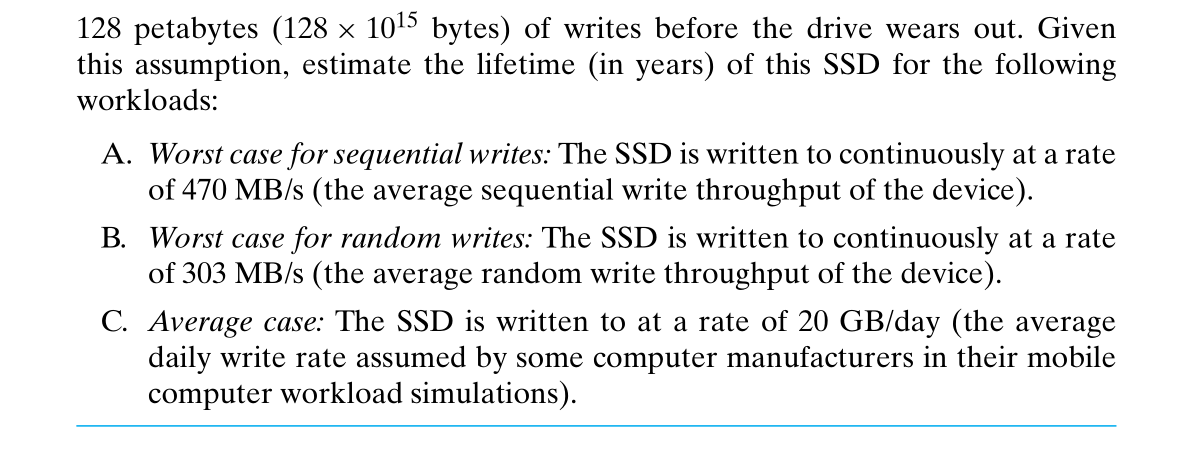 128 petabytes (128 × 10¹⁵ bytes) of writes before the drive wears out. Given
this assumption, estimate the lifetime (in years) of this SSD for the following
workloads:
A. Worst case for sequential writes: The SSD is written to continuously at a rate
of 470 MB/s (the average sequential write throughput of the device).
B. Worst case for random writes: The SSD is written to continuously at a rate
of 303 MB/s (the average random write throughput of the device).
C. Average case: The SSD is written to at a rate of 20 GB/day (the average
daily write rate assumed by some computer manufacturers in their mobile
computer workload simulations).